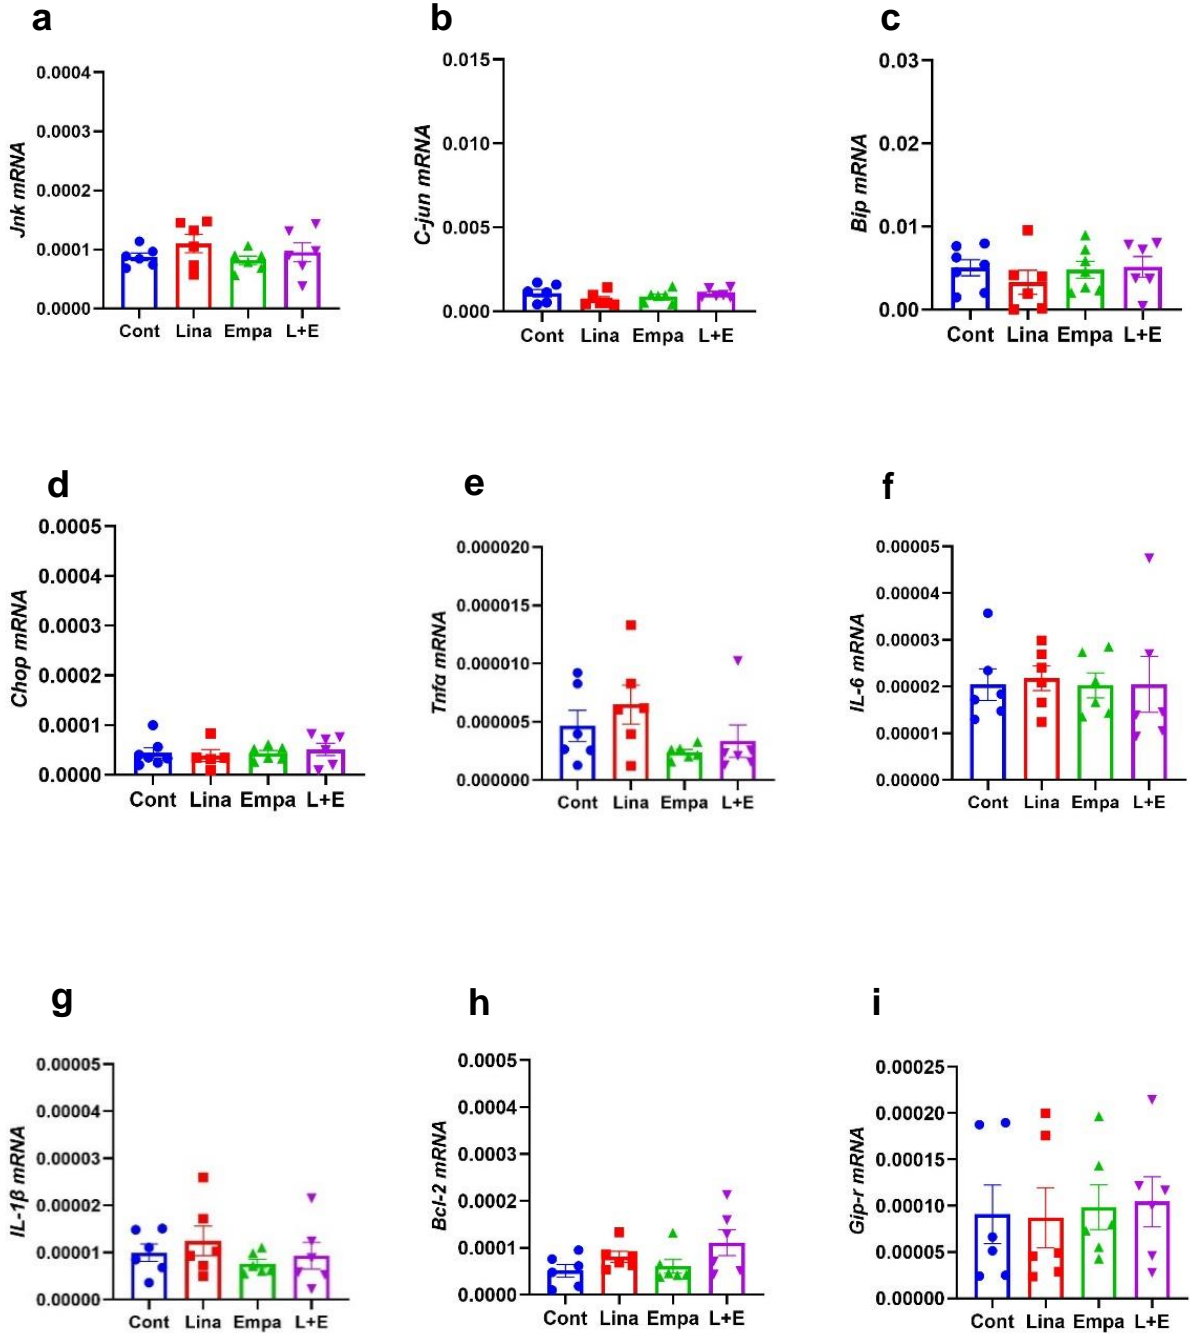 a
Jnk mRNA
0.0004
0.0003
0.0002
0.0001
0.0000
Cont Lina Empa L+E
b
C-jun mRNA
0.015
0.010
0.005
0.000
Cont Lina Empa L+E
c
Bip mRNA
0.03
0.02
0.01
0.00
Cont Lina Empa L+E
d
Chop mRNA
0.0005
0.0004
0.0003
0.0002
0.0001
0.0000
Cont Lina Empa L+E
e
Tnfα mRNA
0.000020
0.000015
0.000010
0.000005
0.000000
Cont Lina Empa L+E
f
IL-6 mRNA
0.00005
0.00004
0.00003
0.00002
0.00001
0.00000
Cont Lina Empa L+E
g
IL-1β mRNA
0.00005
0.00004
0.00003
0.00002
0.00001
0.00000
Cont Lina Empa L+E
h
Bcl-2 mRNA
0.0005
0.0004
0.0003
0.0002
0.0001
0.0000
Cont Lina Empa L+E
i
Gip-r mRNA
0.00025
0.00020
0.00015
0.00010
0.00005
0.00000
Cont Lina Empa L+E